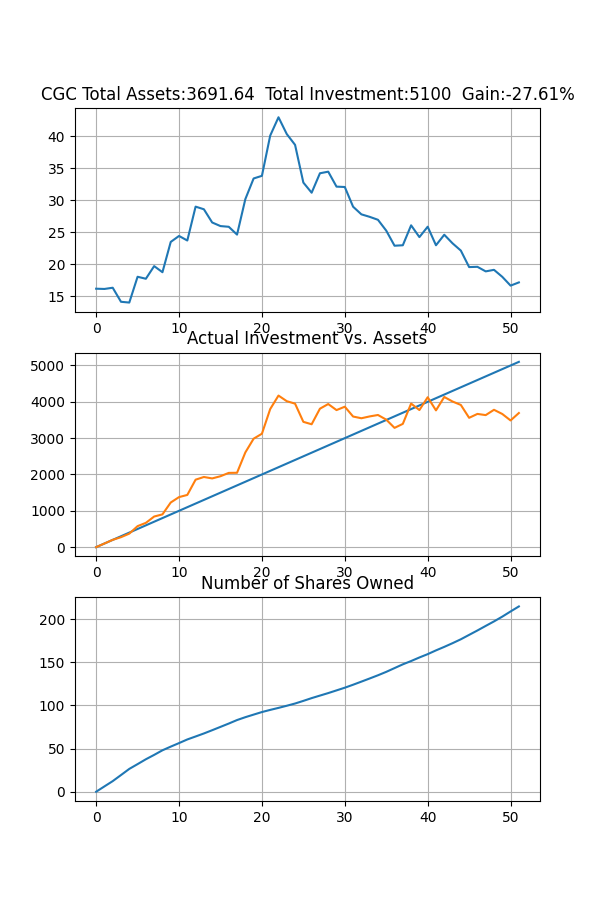 CGC Total Assets:3691.64  Total Investment:5100  Gain:-27.61%
40
35
30
25
20
15
0 10 20 30 40 50
Actual Investment vs. Assets
5000
4000
3000
2000
1000
0
0 10 20 30 40 50
Number of Shares Owned
200
150
100
50
0
0 10 20 30 40 50